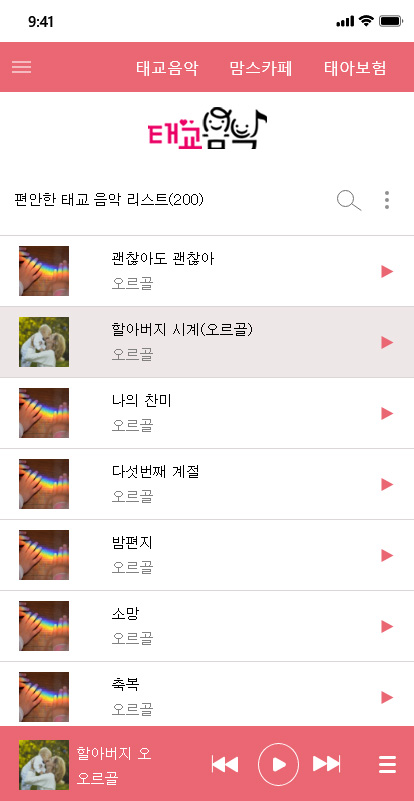 9:41
태교음악 맘스카페 태아보험
태교음악
편안한 태교 음악 리스트(200)
괜찮아도 괜찮아
오르골
할아버지 시계(오르골)
오르골
나의 찬미
오르골
다섯번째 계절
오르골
밤편지
오르골
소망
오르골
축복
오르골
할아버지 오
오르골